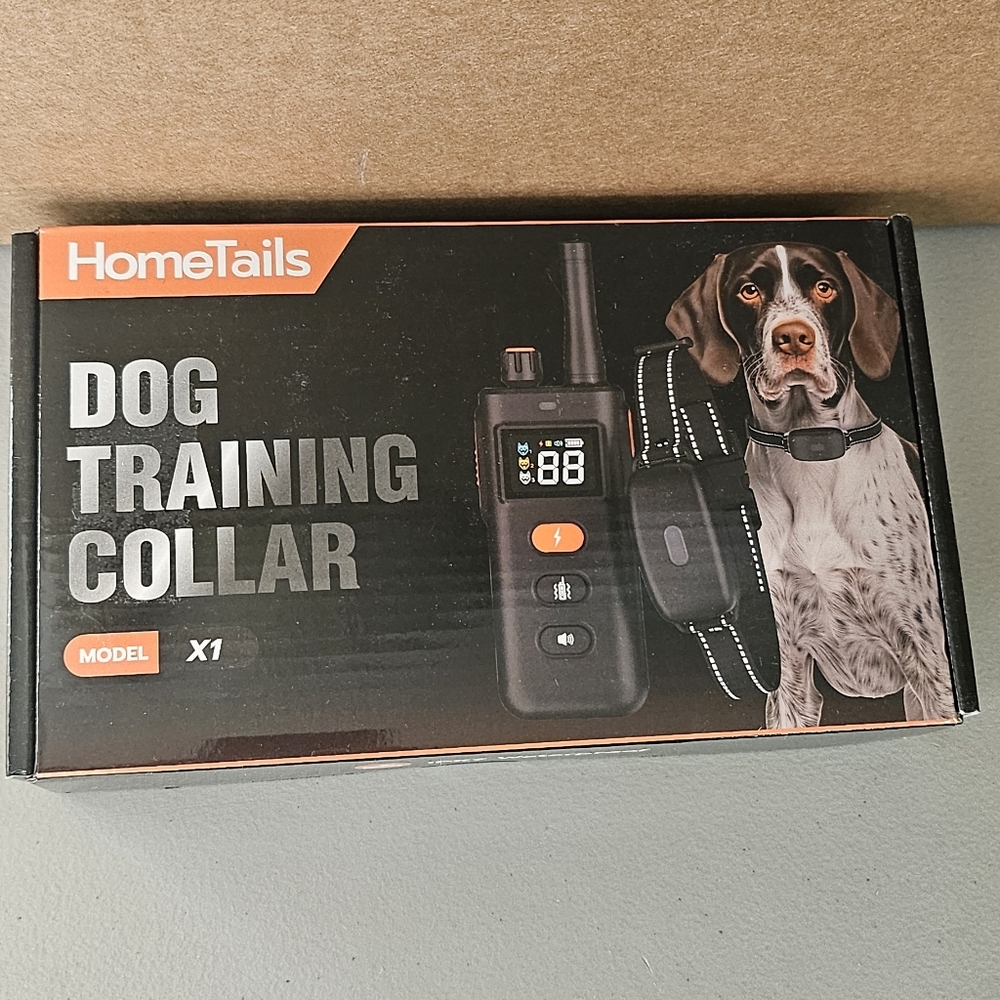 HomeTails
DOG
TRAINING
COLLAR
MODEL X1
88